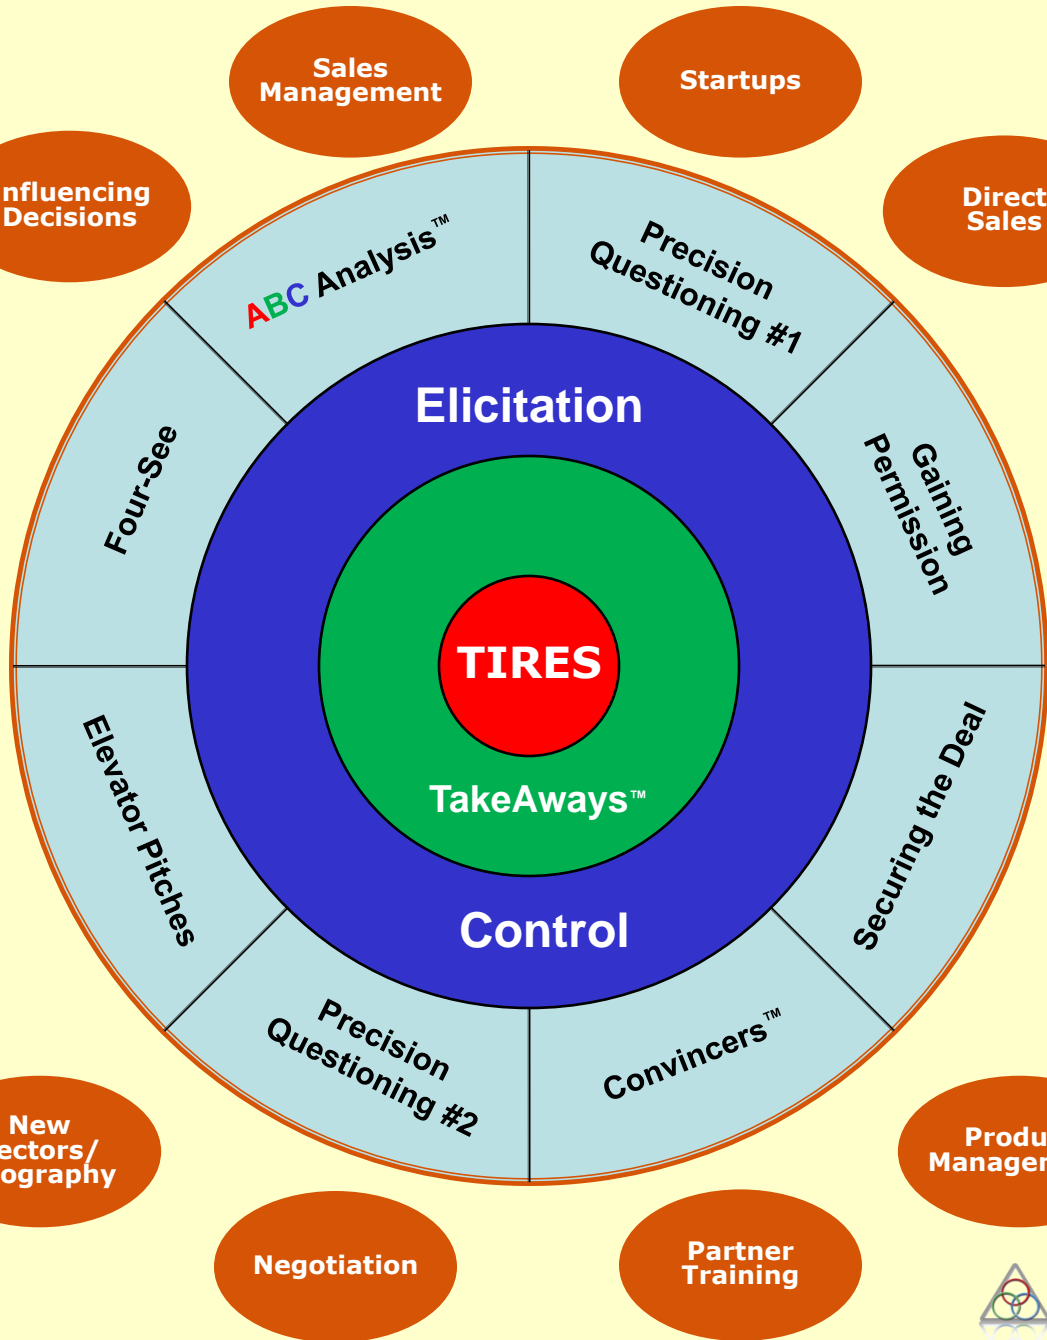 Sales
Management
Startups
nfluencing
Decisions
Direct
Sales
ABC Analysis™
Precision
Questioning #1
Four-See
Gaining
Permission
Elicitation
TIRES
TakeAways™
Control
Elevator Pitches
Securing the Deal
Precision
Questioning #2
Convincers™
New
ectors/
ography
Produ
Manager
Negotiation
Partner
Training